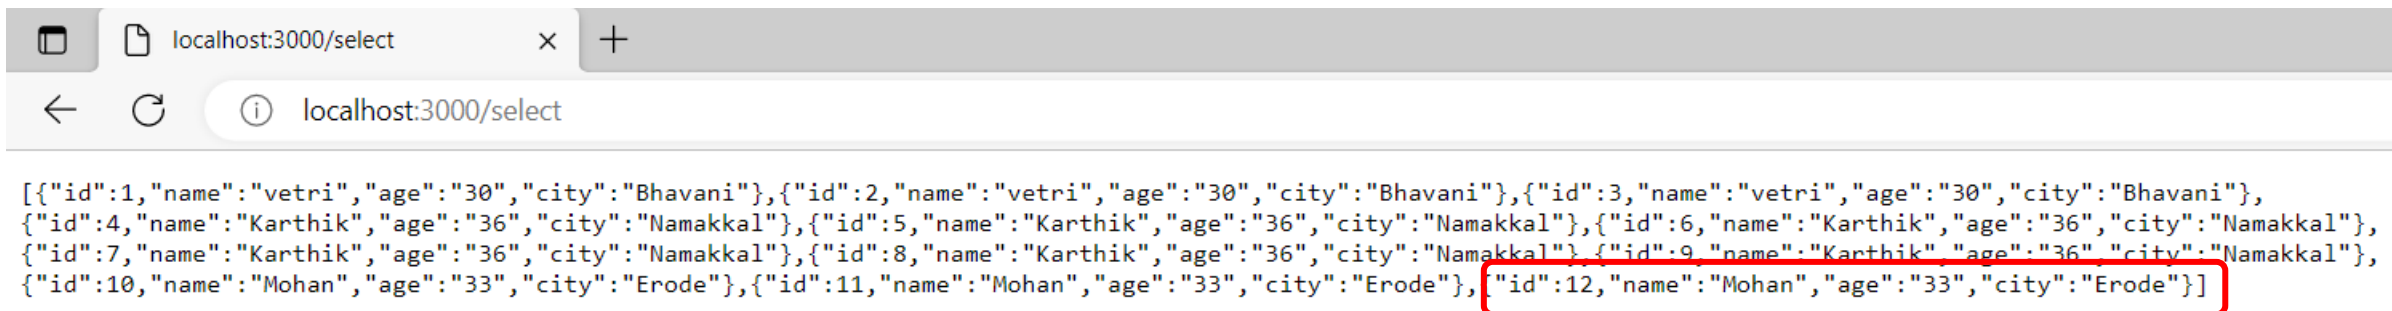 localhost:3000/select
localhost:3000/select
[{"id":1,"name":"vetri","age":"30","city":"Bhavani"},{"id":2,"name":"vetri","age":"30","city":"Bhavani"},{"id":3,"name":"vetri","age":"30","city":"Bhavani"},
{"id":4,"name":"Karthik","age":"36","city":"Namakkal"},{"id":5,"name":"Karthik","age":"36","city":"Namakkal"},{"id":6,"name":"Karthik","age":"36","city":"Namakkal"},
{"id":7,"name":"Karthik","age":"36","city":"Namakkal"},{"id":8,"name":"Karthik","age":"36","city":"Namakkal"},{"id":9,"name":"Karthik","age":"36","city":"Namakkal"},
{"id":10,"name":"Mohan","age":"33","city":"Erode"},{"id":11,"name":"Mohan","age":"33","city":"Erode"},{"id":12,"name":"Mohan","age":"33","city":"Erode"}]